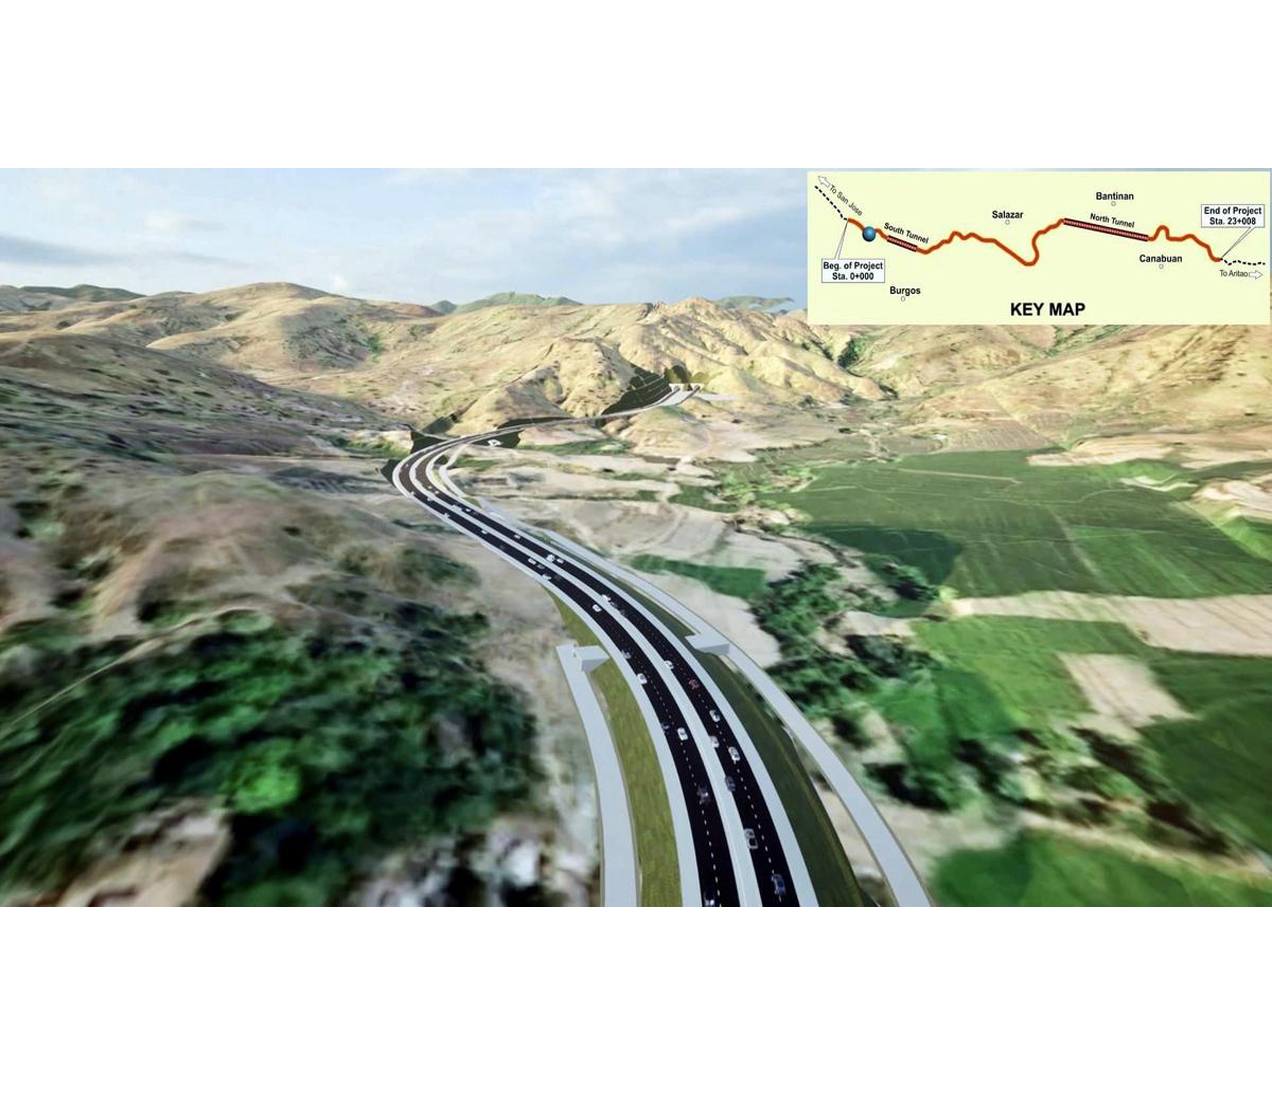 To San Jose
South Tunnel
Beg. of Project
Sta. 0+000
Burgos
Salazar
Bantinan
North Tunnel
Canabuan
End of Project
Sta. 23+008
To Aritao
KEY MAP